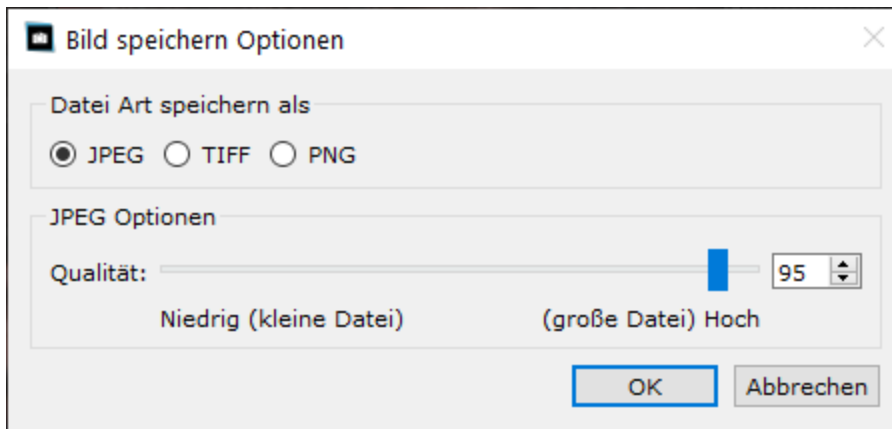 Bild speichern Optionen
Datei Art speichern als
JPEG TIFF PNG
JPEG Optionen
Qualität: 95
Niedrig (kleine Datei) (große Datei) Hoch
OK Abbrechen